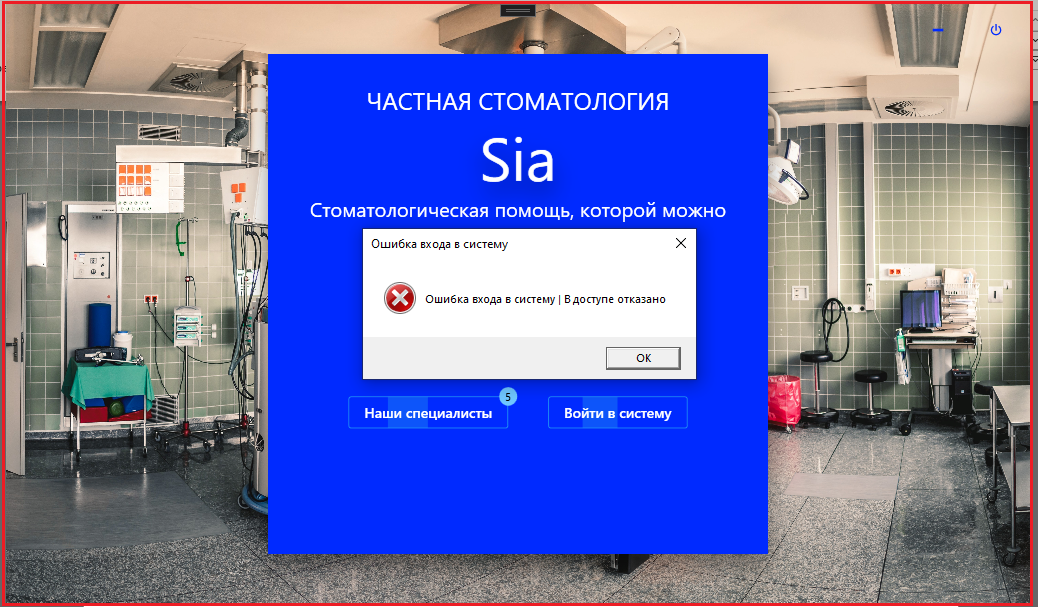 ЧАСТНАЯ СТОМАТОЛОГИЯ
Sia
Стоматологическая помощь, которой можно
Ошибка входа в систему
Ошибка входа в систему | В доступе отказано
OK
5
Наши специалисты
Войти в систему